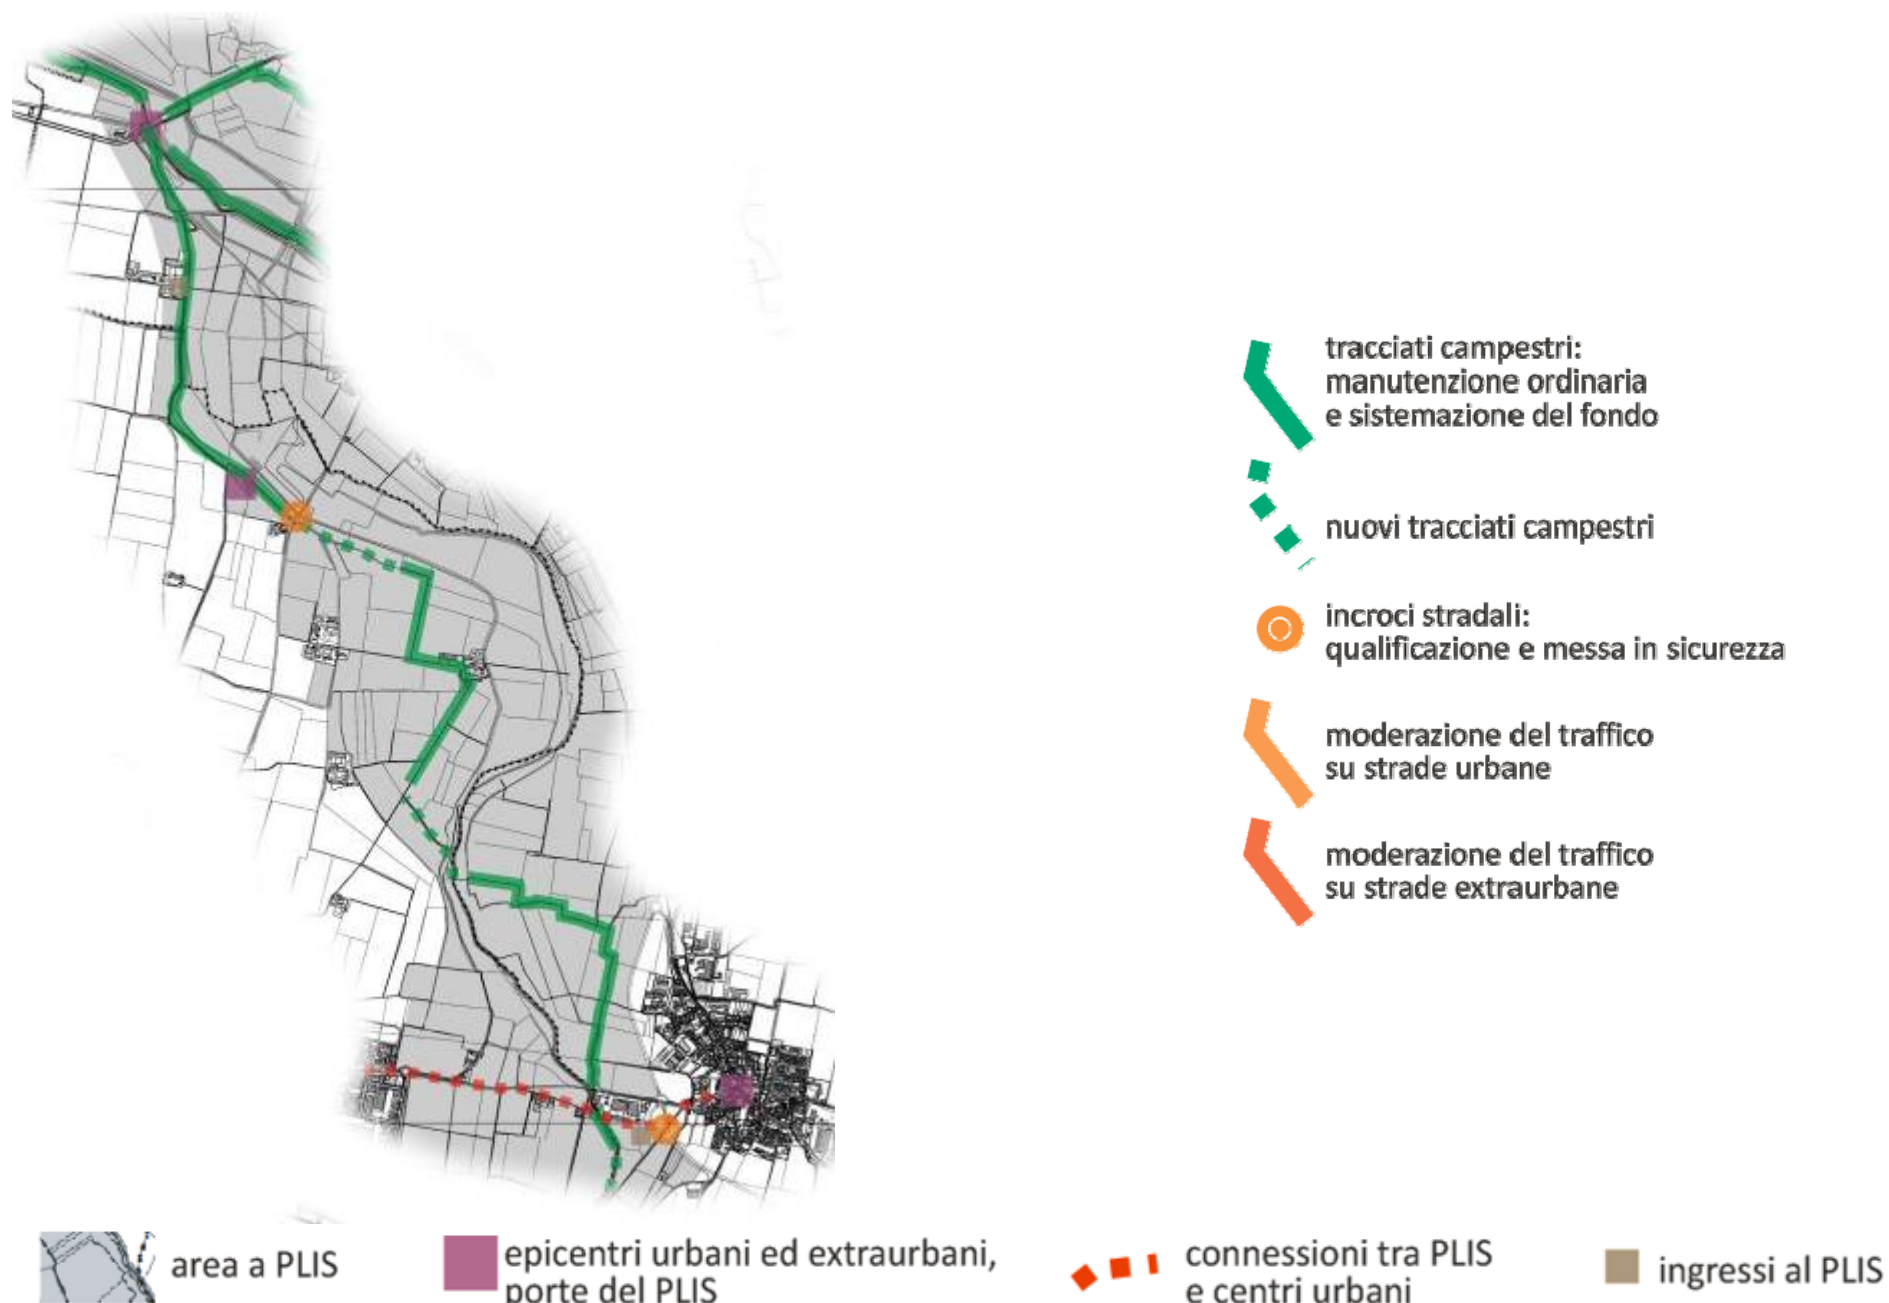 tracciati campestri:
manutenzione ordinaria
e sistemazione del fondo
nuovi tracciati campestri
incroci stradali:
qualificazione e messa in sicurezza
moderazione del traffico
su strade urbane
moderazione del traffico
su strade extraurbane
area a PLIS
epicentri urbani ed extraurbani,
porte del PLIS
connessioni tra PLIS
e centri urbani
ingressi al PLIS